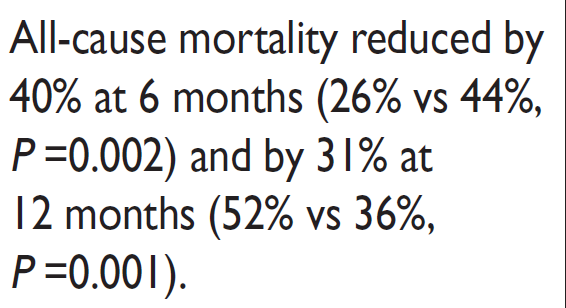 All-cause mortality reduced by
40% at 6 months (26% vs 44%,
P =0.002) and by 31% at
12 months (52% vs 36%,
P =0.001).